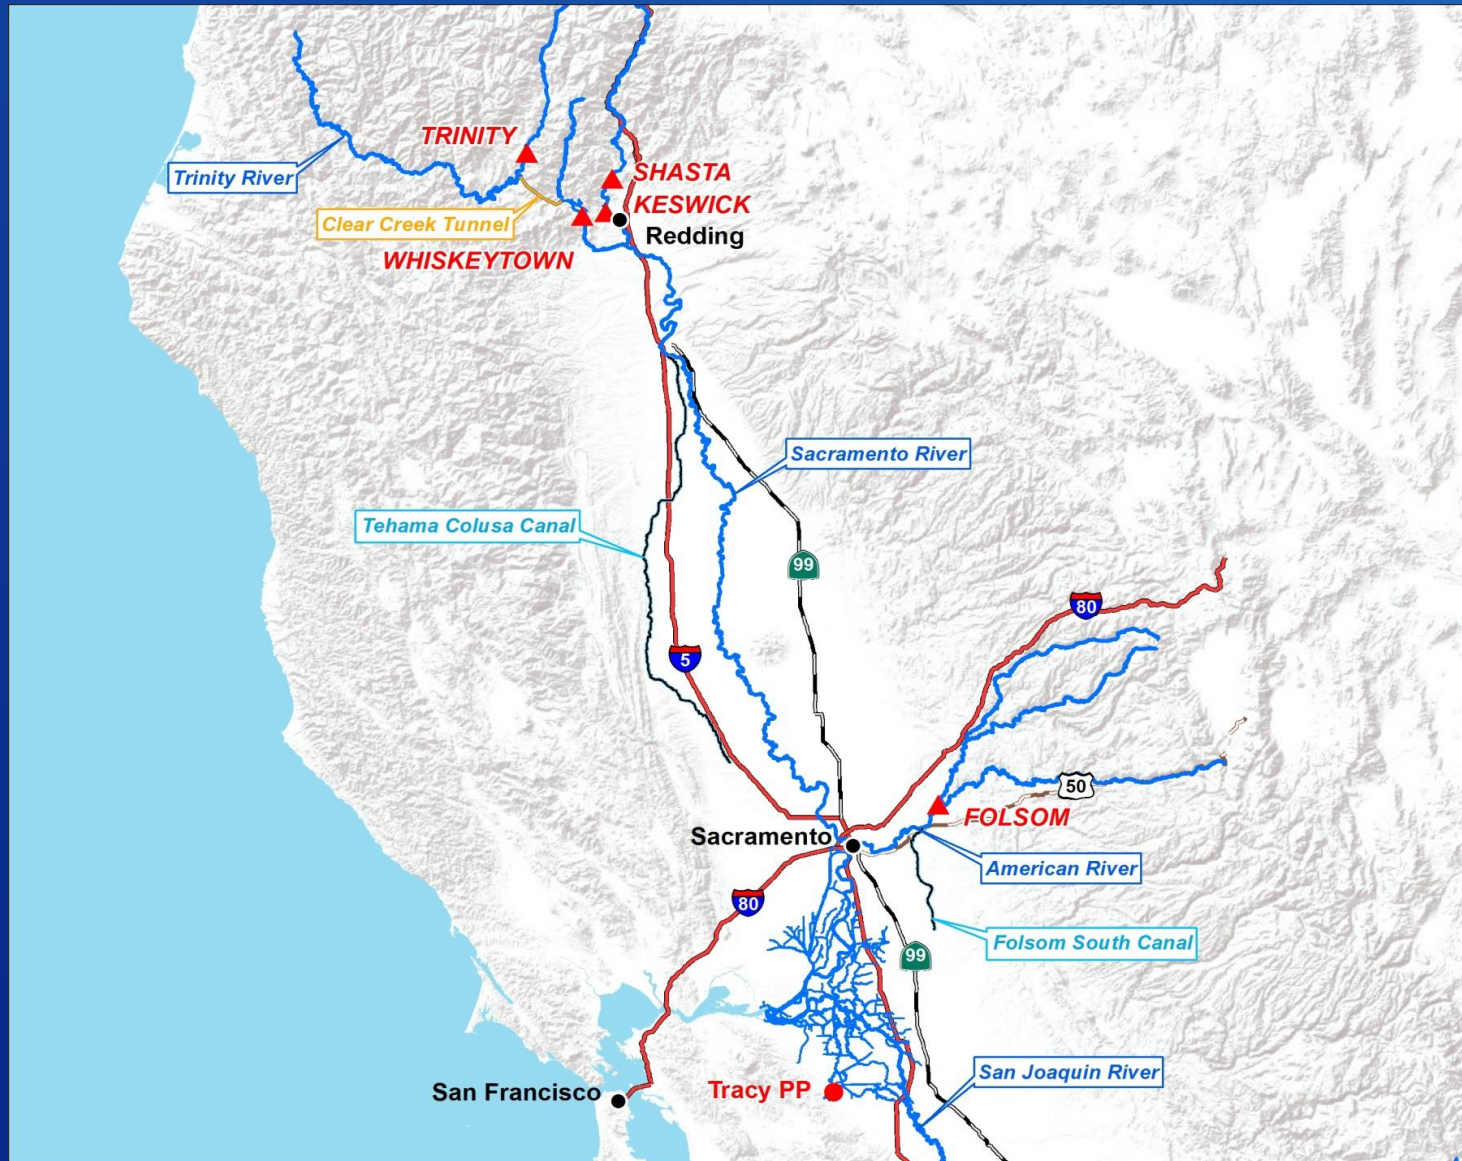 TRINITY
SHASTA
Trinity River
KESWICK
Clear Creek Tunnel
Redding
WHISKEYTOWN
Sacramento River
Tehama Colusa Canal
99
80
5
50
FOLSOM
Sacramento
American River
80
Folsom South Canal
99
San Joaquin River
Tracy PP
San Francisco